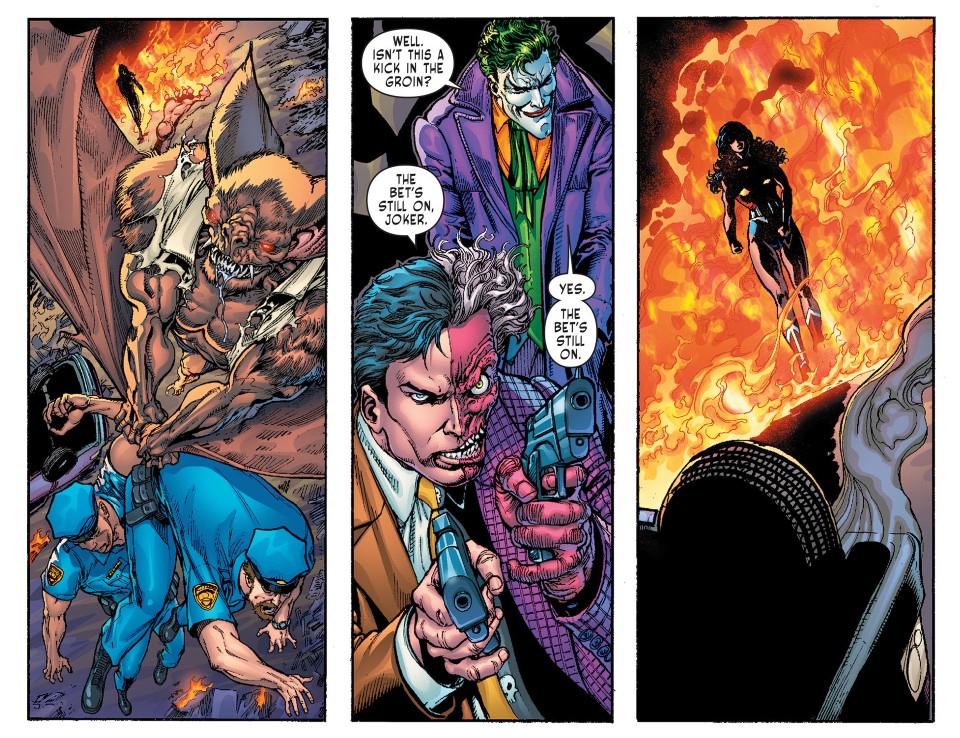 WELL.
ISN'T THIS A
KICK IN THE
GROIN?
THE
BET'S
STILL ON,
JOKER.
YES.
THE
BET'S
STILL
ON.